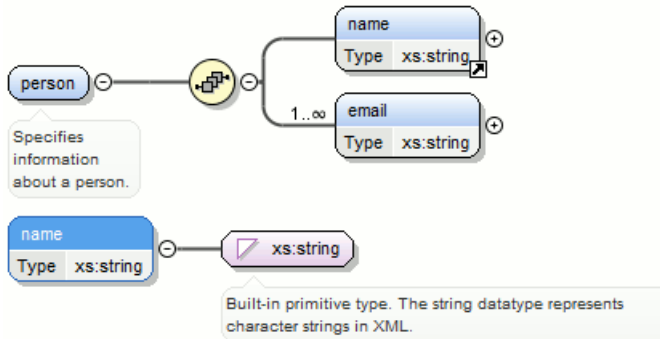 name
Type xs:string
person
1..∞
email
Type xs:string
Specifies
information
about a person.
name
Type xs:string
xs:string
Built-in primitive type. The string datatype represents
character strings in XML.